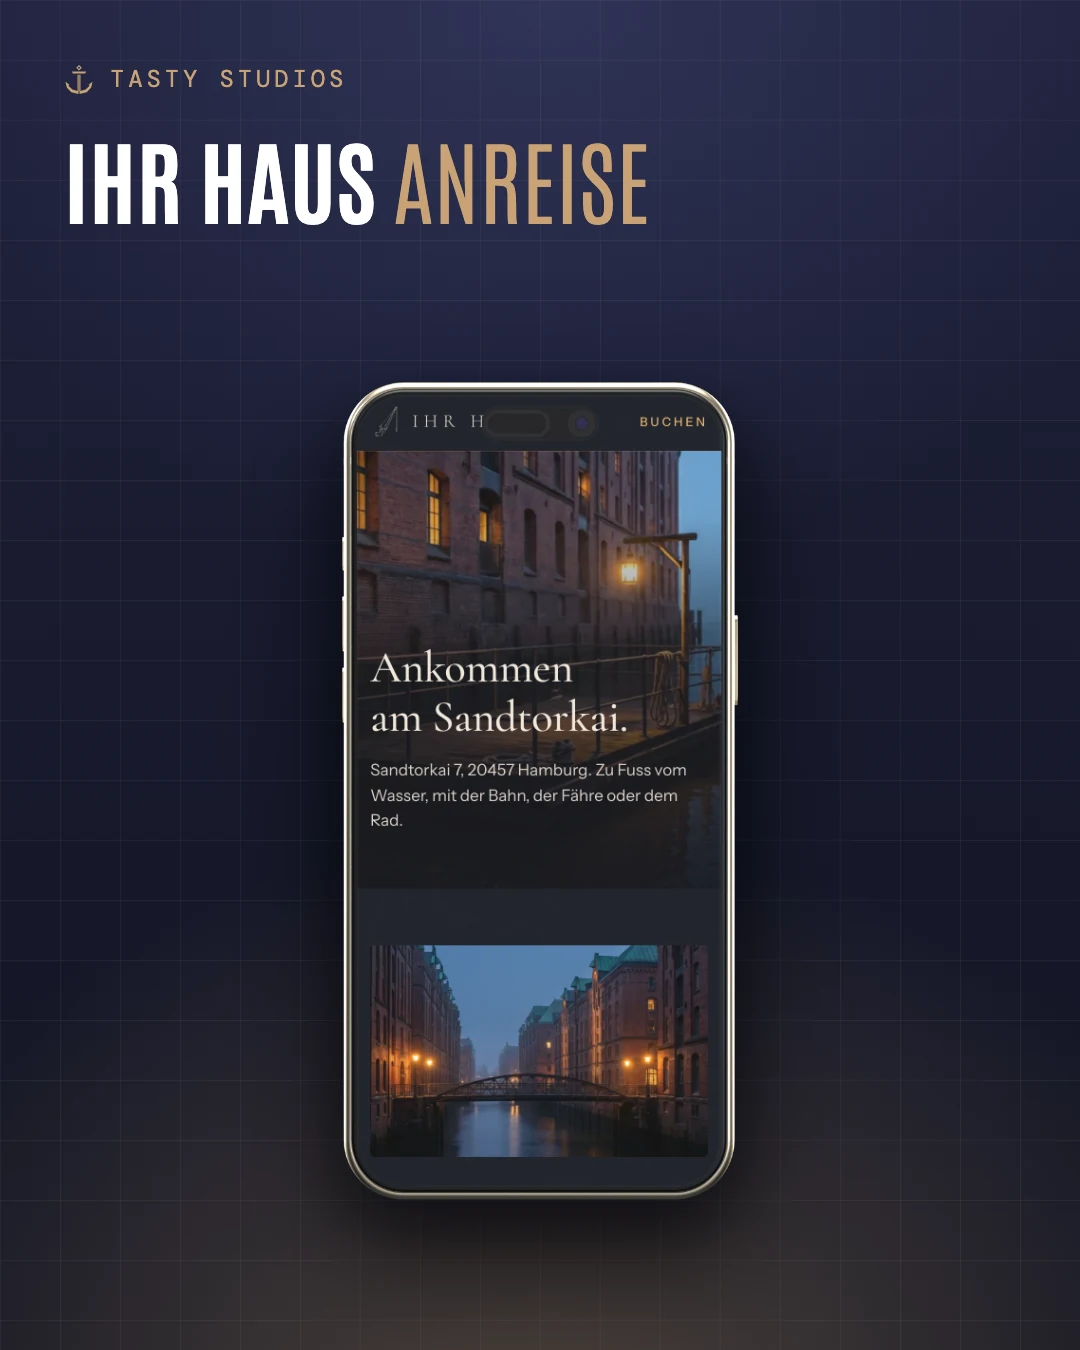 TASTY STUDIOS
IHR HAUS ANREISE
IHR H
BUCHEN
Ankommen
am Sandtorkai.
Sandtorkai 7, 20457 Hamburg. Zu Fuss vom
Wasser, mit der Bahn, der Fähre oder dem
Rad.